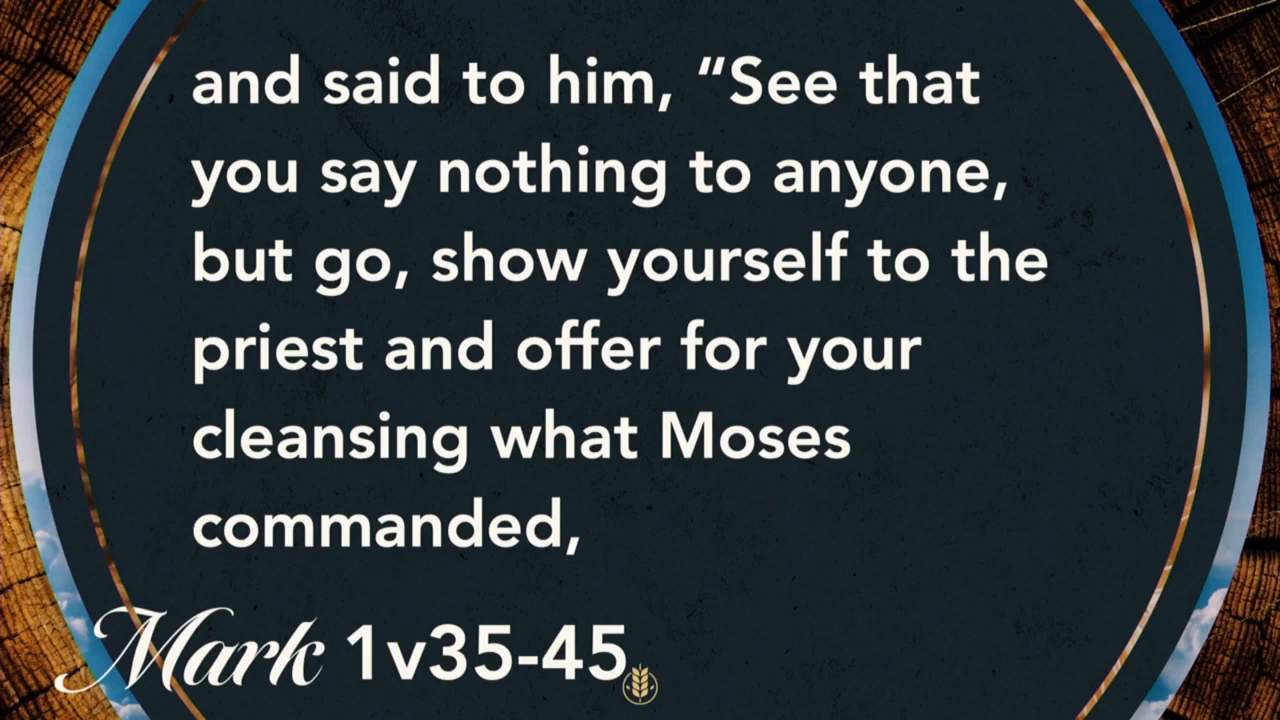 and said to him, “See that
you say nothing to anyone,
but go, show yourself to the
priest and offer for your
cleansing what Moses
commanded,
Mark 1v35-45